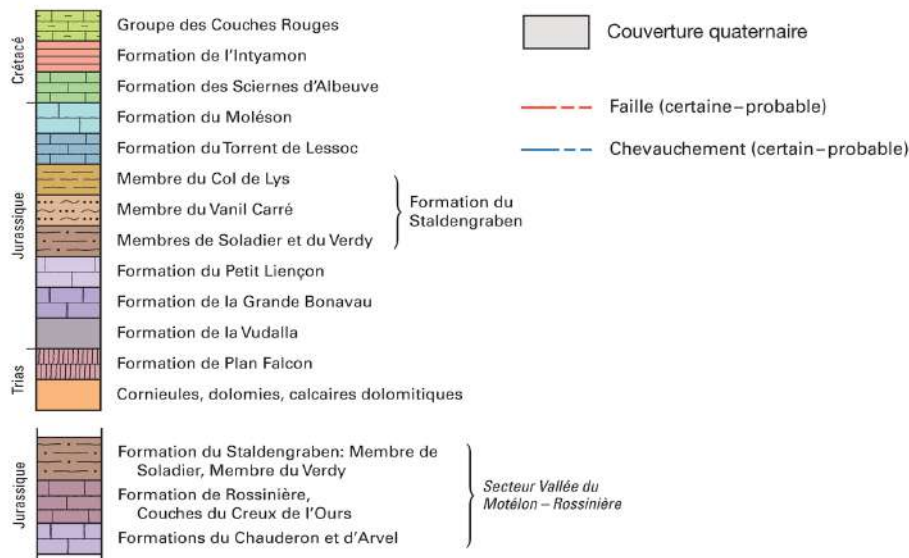 Crétacé
Groupe des Couches Rouges
Formation de l'Intyamon
Formation des Sciernes d'Albeuve
Jurassique
Formation du Moléson
Formation du Torrent de Lessoc
Membre du Col de Lys
Membre du Vanil Carré
Membres de Soladier et du Verdy
Formation du
Staldengraben
Formation du Petit Liençon
Formation de la Grande Bonavau
Formation de la Vudalla
Trias
Formation de Plan Falcon
Cornieules, dolomies, calcaires dolomitiques
Jurassique
Formation du Staldengraben: Membre de
Soladier, Membre du Verdy
Formation de Rossinière,
Couches du Creux de l'Ours
Formations du Chauderon et d'Arvel
Secteur Vallée du
Motélon – Rossinière
Couverture quaternaire
Faille (certaine – probable)
Chevauchement (certain – probable)